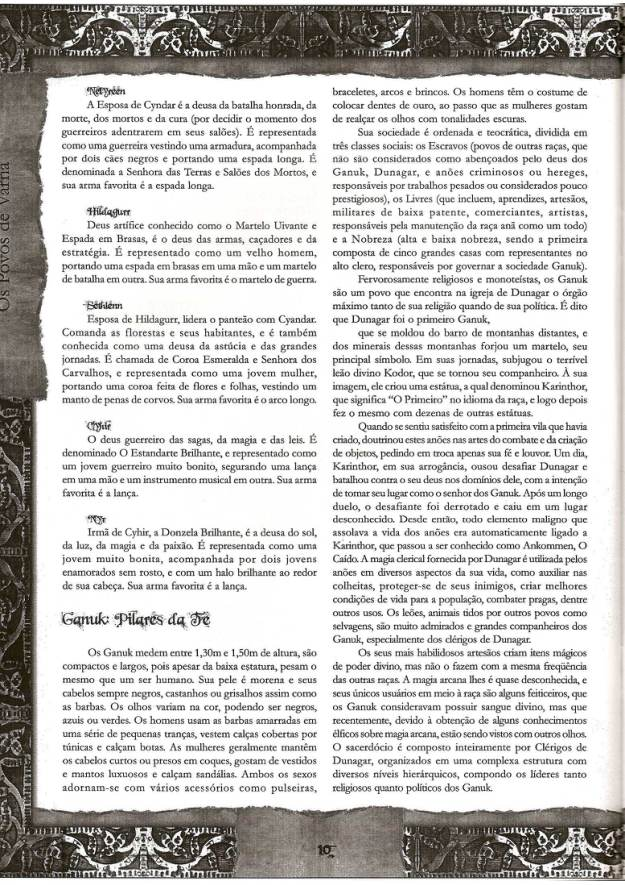 Os Povos de Varna
A Esposa de Cyndar é a deusa da batalha honrada, da
morte, dos mortos e da cura (por decidir o momento dos
guerreiros adentrarem em seus salões). É representada
como uma guerreira vestindo uma armadura, acompanhada
por dois cães negros e portando uma espada longa. É
denominada a Senhora das Terras e Salões dos Mortos, e
sua arma favorita é a espada longa.
Hildagurr
Deus artífice conhecido como o Martelo Uivante e
Espada em Brasas, é o deus das armas, caçadores e da
estratégia. É representado como um velho homem,
portando uma espada em brasas em uma mão e um martelo
de batalha em outra. Sua arma favorita é o martelo de guerra.
Esposa de Hildagurr, lidera o panteão com Cyandar.
Comanda as florestas e seus habitantes, e é também
conhecida como uma deusa da astúcia e das grandes
jornadas. É chamada de Coroa Esmeralda e Senhora dos
Carvalhos, e representada como uma jovem mulher,
portando uma coroa feita de flores e folhas, vestindo um
manto de penas de corvos. Sua arma favorita é o arco longo.
Cyhir
O deus guerreiro das sagas, da magia e das leis. É
denominado O Estandarte Brilhante, e representado como
um jovem guerreiro muito bonito, segurando uma lança
em uma mão e um instrumento musical em outra. Sua arma
favorita é a lança.
Nyr
Irmã de Cyhir, a Donzela Brilhante, é a deusa do sol,
da luz, da magia e da paixão. É representada como uma
jovem muito bonita, acompanhada por dois jovens
enamorados sem rosto, e com um halo brilhante ao redor
de sua cabeça. Sua arma favorita é a lança.
Ganuk: Pilares da Fé
Os Ganuk medem entre 1,30m e 1,50m de altura, são
compactos e largos, pois apesar da baixa estatura, pesam o
mesmo que um ser humano. Sua pele é morena e seus
cabelos sempre negros, castanhos ou grisalhos assim como
as barbas. Os olhos variam na cor, podendo ser negros,
azuis ou verdes. Os homens usam as barbas amarradas em
uma série de pequenas tranças, vestem calças cobertas por
túnicas e calçam botas. As mulheres geralmente mantêm
os cabelos curtos ou presos em coques, gostam de vestidos
e mantos luxuosos e calçam sandálias. Ambos os sexos
adornam-se com vários acessórios como pulseiras,
braceletes, arcos e brincos. Os homens têm o costume de
colocar dentes de ouro, ao passo que as mulheres gostam
de realçar os olhos com tonalidades escuras.
Sua sociedade é ordenada e teocrática, dividida em
três classes sociais: os Escravos (povos de outras raças, que
não são considerados como abençoados pelo deus dos
Ganuk, Dunagar, e anões criminosos ou hereges,
responsáveis por trabalhos pesados ou considerados pouco
prestigiosos), os Livres (que incluem, aprendizes, artesãos,
militares de baixa patente, comerciantes, artistas,
responsáveis pela manutenção da raça anã como um todo)
e a Nobreza (alta e baixa nobreza, sendo a primeira
composta de cinco grandes casas com representantes no
alto clero, responsáveis por governar a sociedade Ganuk).
Fervorosamente religiosos e monoteístas, os Ganuk
são um povo que encontra na igreja de Dunagar o órgão
máximo tanto de sua religião quando de sua política. É dito
que Dunagar foi o primeiro Ganuk,
que se moldou do barro de montanhas distantes, e
dos minerais dessas montanhas forjou um martelo, seu
principal símbolo. Em suas jornadas, subjugou o terrível
leão divino Kodor, que se tornou seu companheiro. À sua
imagem, ele criou uma estátua, a qual denominou Karinthor,
que significa “O Primeiro” no idioma da raça, e logo depois
fez o mesmo com dezenas de outras estátuas.
Quando se sentiu satisfeito com a primeira vila que havia
criado, doutrinou estes anões nas artes do combate e da criação
de objetos, pedindo em troca apenas sua fé e louvor. Um dia,
Karinthor, em sua arrogância, ousou desafiar Dunagar e
batalhou contra o seu deus nos domínios dele, com a intenção
de tomar seu lugar como o senhor dos Ganuk. Após um longo
duelo, o desafiante foi derrotado e caiu em um lugar
desconhecido. Desde então, todo elemento maligno que
assolava a vida dos anões era automaticamente ligado a
Karinthor, que passou a ser conhecido como Ankommen, O
Caído. A magia clerical fornecida por Dunagar é utilizada pelos
anões em diversos aspectos da sua vida, como auxiliar nas
colheitas, proteger-se de seus inimigos, criar melhores
condições de vida para a população, combater pragas, dentre
outros usos. Os leões, animais tidos por outros povos como
selvagens, são muito admirados e grandes companheiros dos
Ganuk, especialmente dos clérigos de Dunagar.
Os seus mais habilidosos artesãos criam itens mágicos
de poder divino, mas não o fazem com a mesma freqüência
das outras raças. A magia arcana lhes é quase desconhecida, e
seus únicos usuários em meio à raça são alguns feiticeiros, que
os Ganuk consideravam possuir sangue divino, mas que
recentemente, devido à obtenção de alguns conhecimentos
élficos sobre magia arcana, estão sendo vistos com outros olhos.
O sacerdócio é composto inteiramente por Clérigos de
Dunagar, organizados em uma complexa estrutura com
diversos níveis hierárquicos, compondo os líderes tanto
religiosos quanto políticos dos Ganuk.
10